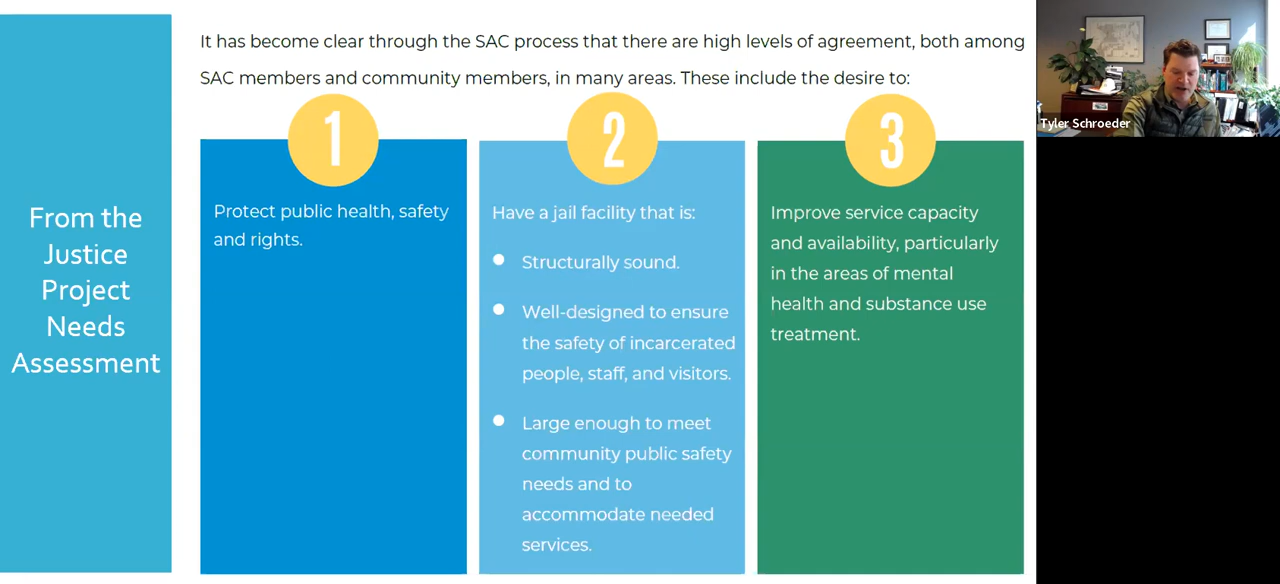 From the
Justice
Project
Needs
Assessment
It has become clear through the SAC process that there are high levels of agreement, both among
SAC members and community members, in many areas. These include the desire to:
1
Protect public health, safety
and rights.
2
Have a jail facility that is:
● Structurally sound.
● Well-designed to ensure
the safety of incarcerated
people, staff, and visitors.
● Large enough to meet
community public safety
needs and to
accommodate needed
services.
3
Improve service capacity
and availability, particularly
in the areas of mental
health and substance use
treatment.
Tyler Schroeder